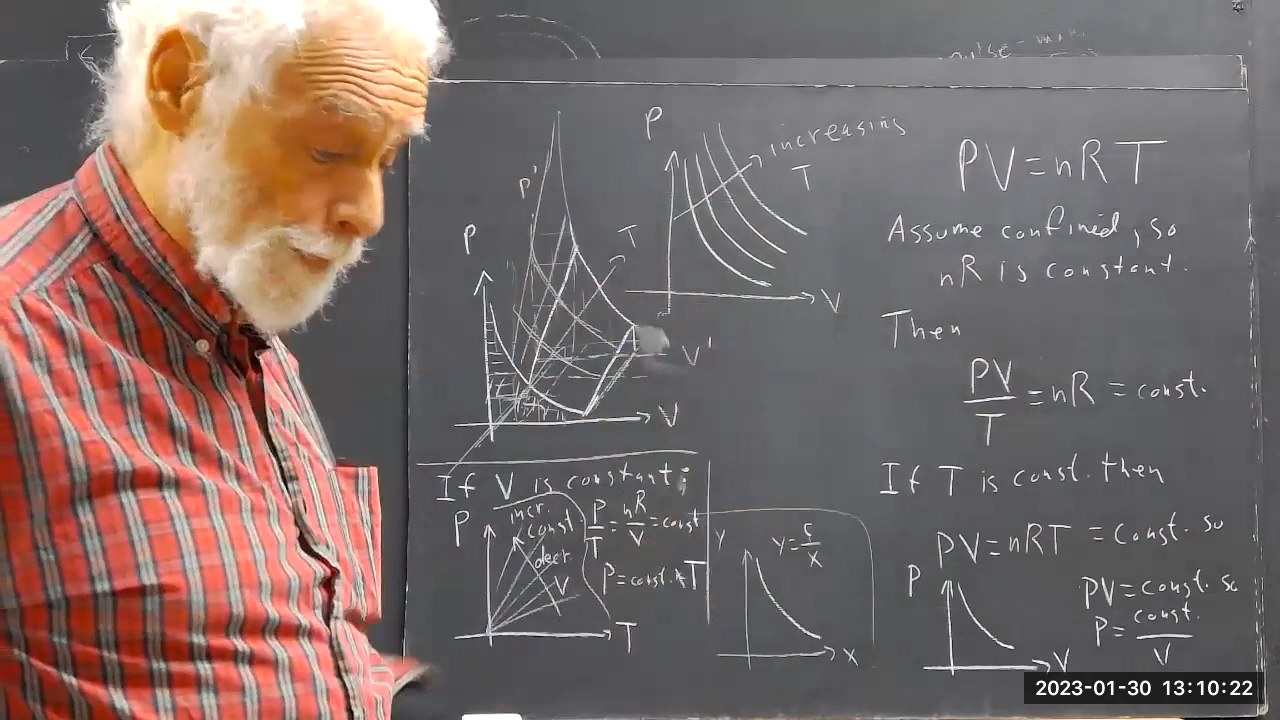 PV=nRT
Assume confined, so
nR is constant.
Then
PV/T = nR = const.
If T is const. then
PV=nRT = const. so
PV=const. so
P= const./V
P
V
P
increasing
T
V
P'
P
T
V'
V
If V is constant:
P/T = nR/V = const
P=const.*T
P
incr.
const
decr.
V
T
Y
y=c/x
X
2023-01-30 13:10:22